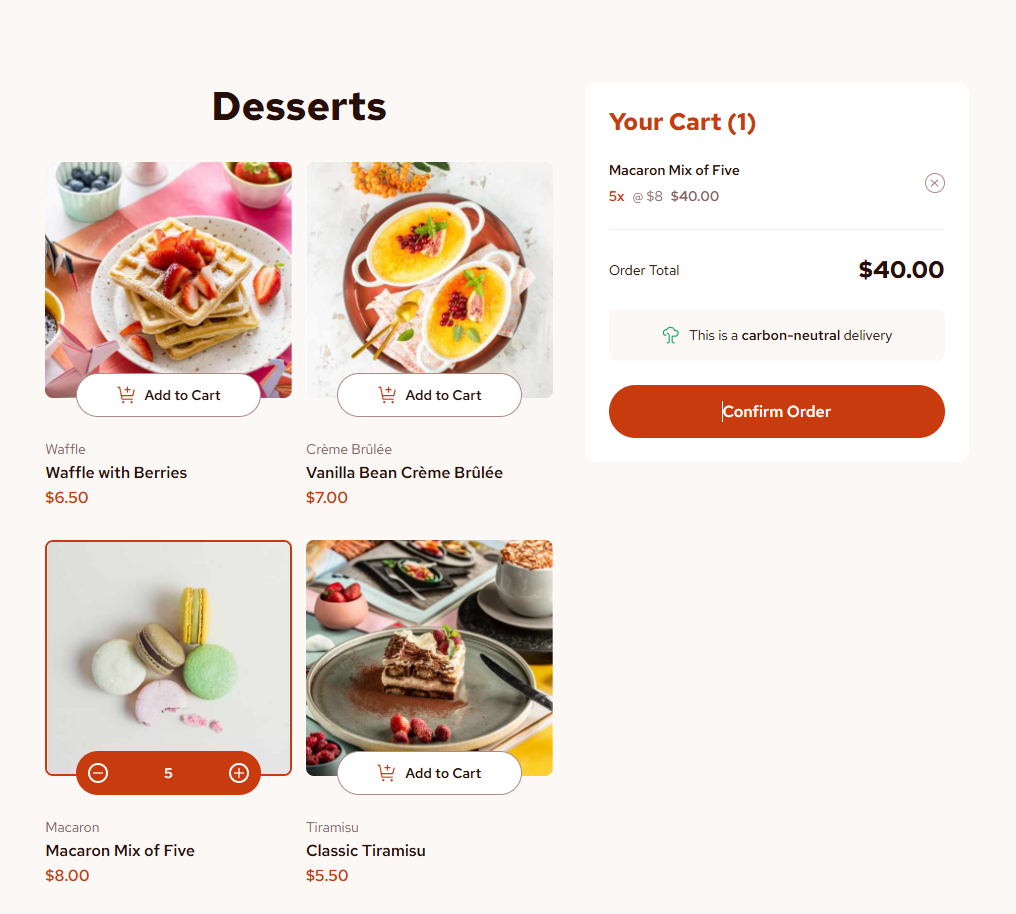 Desserts
Add to Cart
Waffle
Waffle with Berries
$6.50
Add to Cart
Crème Brûlée
Vanilla Bean Crème Brûlée
$7.00
5
Macaron
Macaron Mix of Five
$8.00
Add to Cart
Tiramisu
Classic Tiramisu
$5.50
Your Cart (1)
Macaron Mix of Five
5x @ $8 $40.00
Order Total $40.00
This is a carbon-neutral delivery
Confirm Order